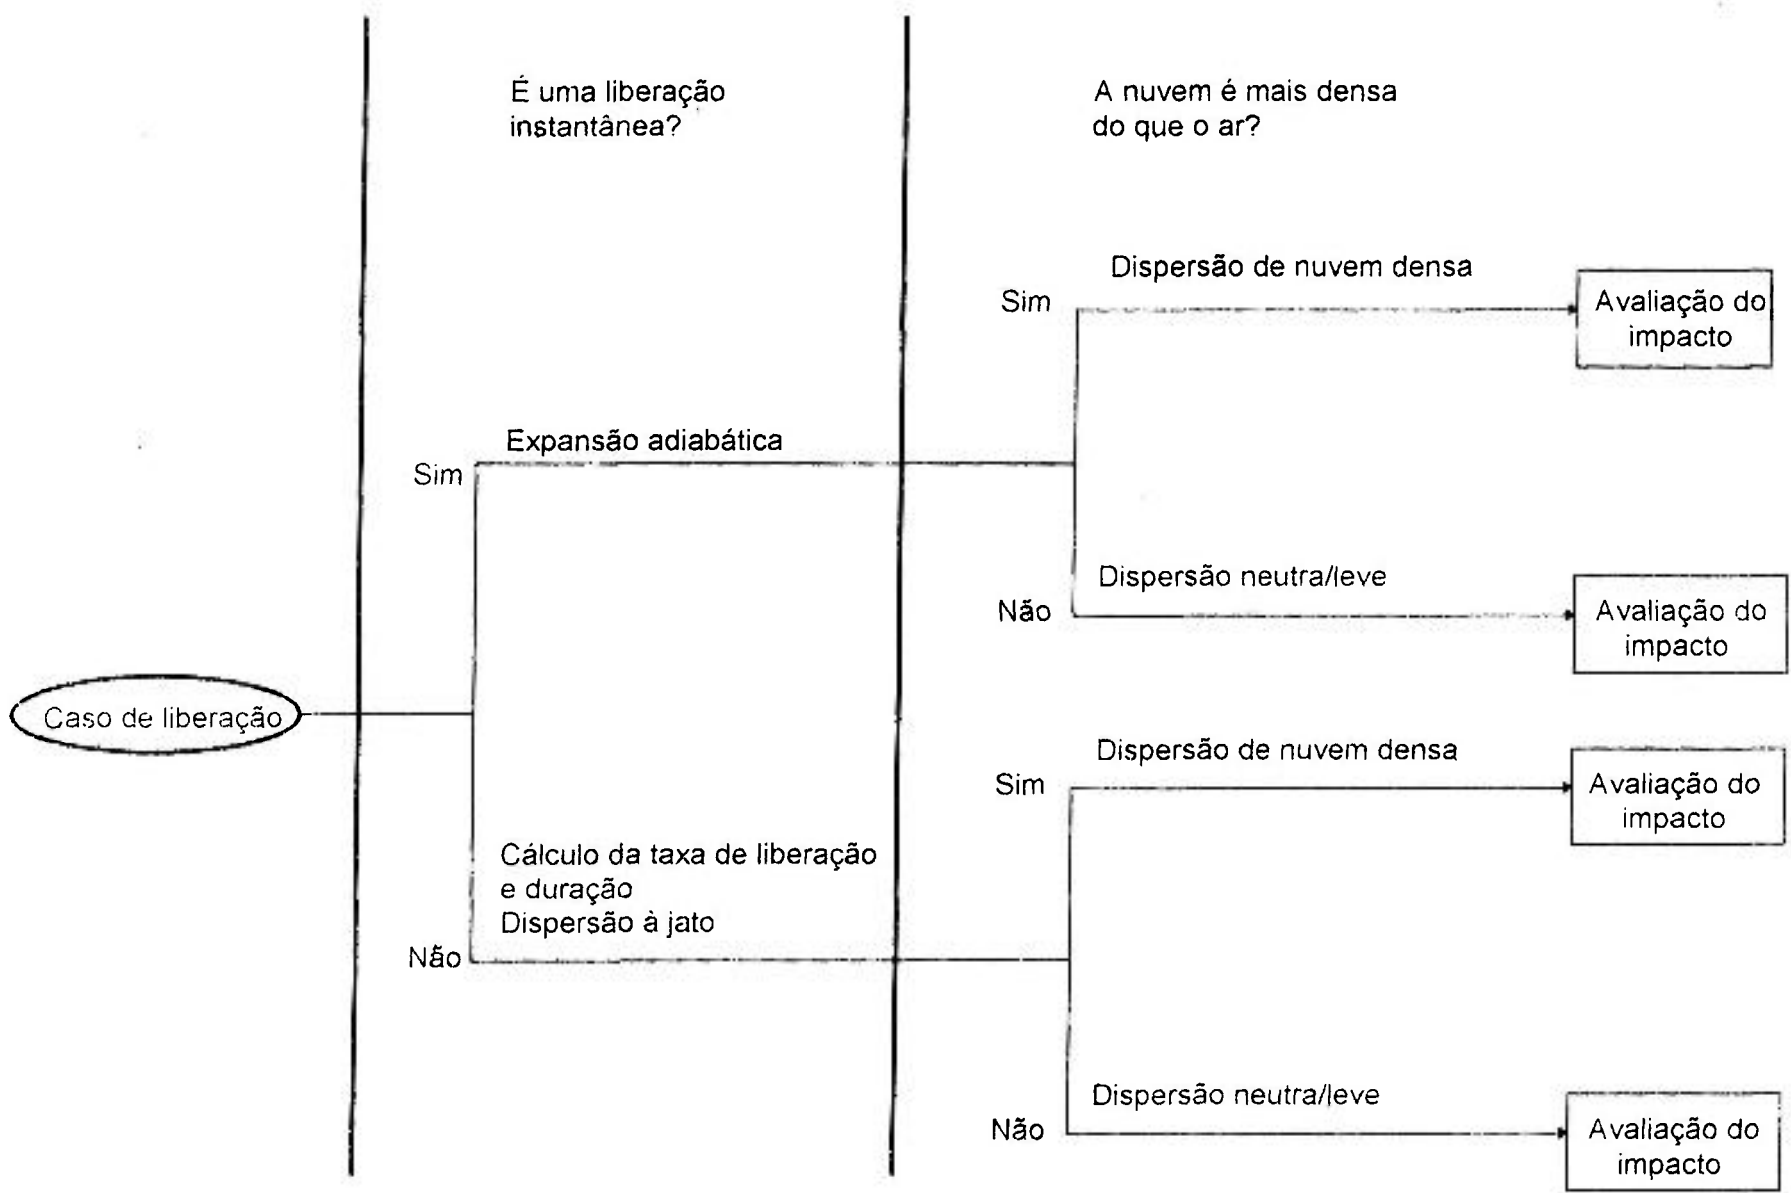 É uma liberação
instantânea?
A nuvem é mais densa
do que o ar?
Dispersão de nuvem densa
Sim
Avaliação do
impacto
Expansão adiabática
Sim
Dispersão neutra/leve
Não
Avaliação do
impacto
Caso de liberação
Dispersão de nuvem densa
Sim
Avaliação do
impacto
Cálculo da taxa de liberação
e duração
Dispersão à jato
Não
Dispersão neutra/leve
Não
Avaliação do
impacto